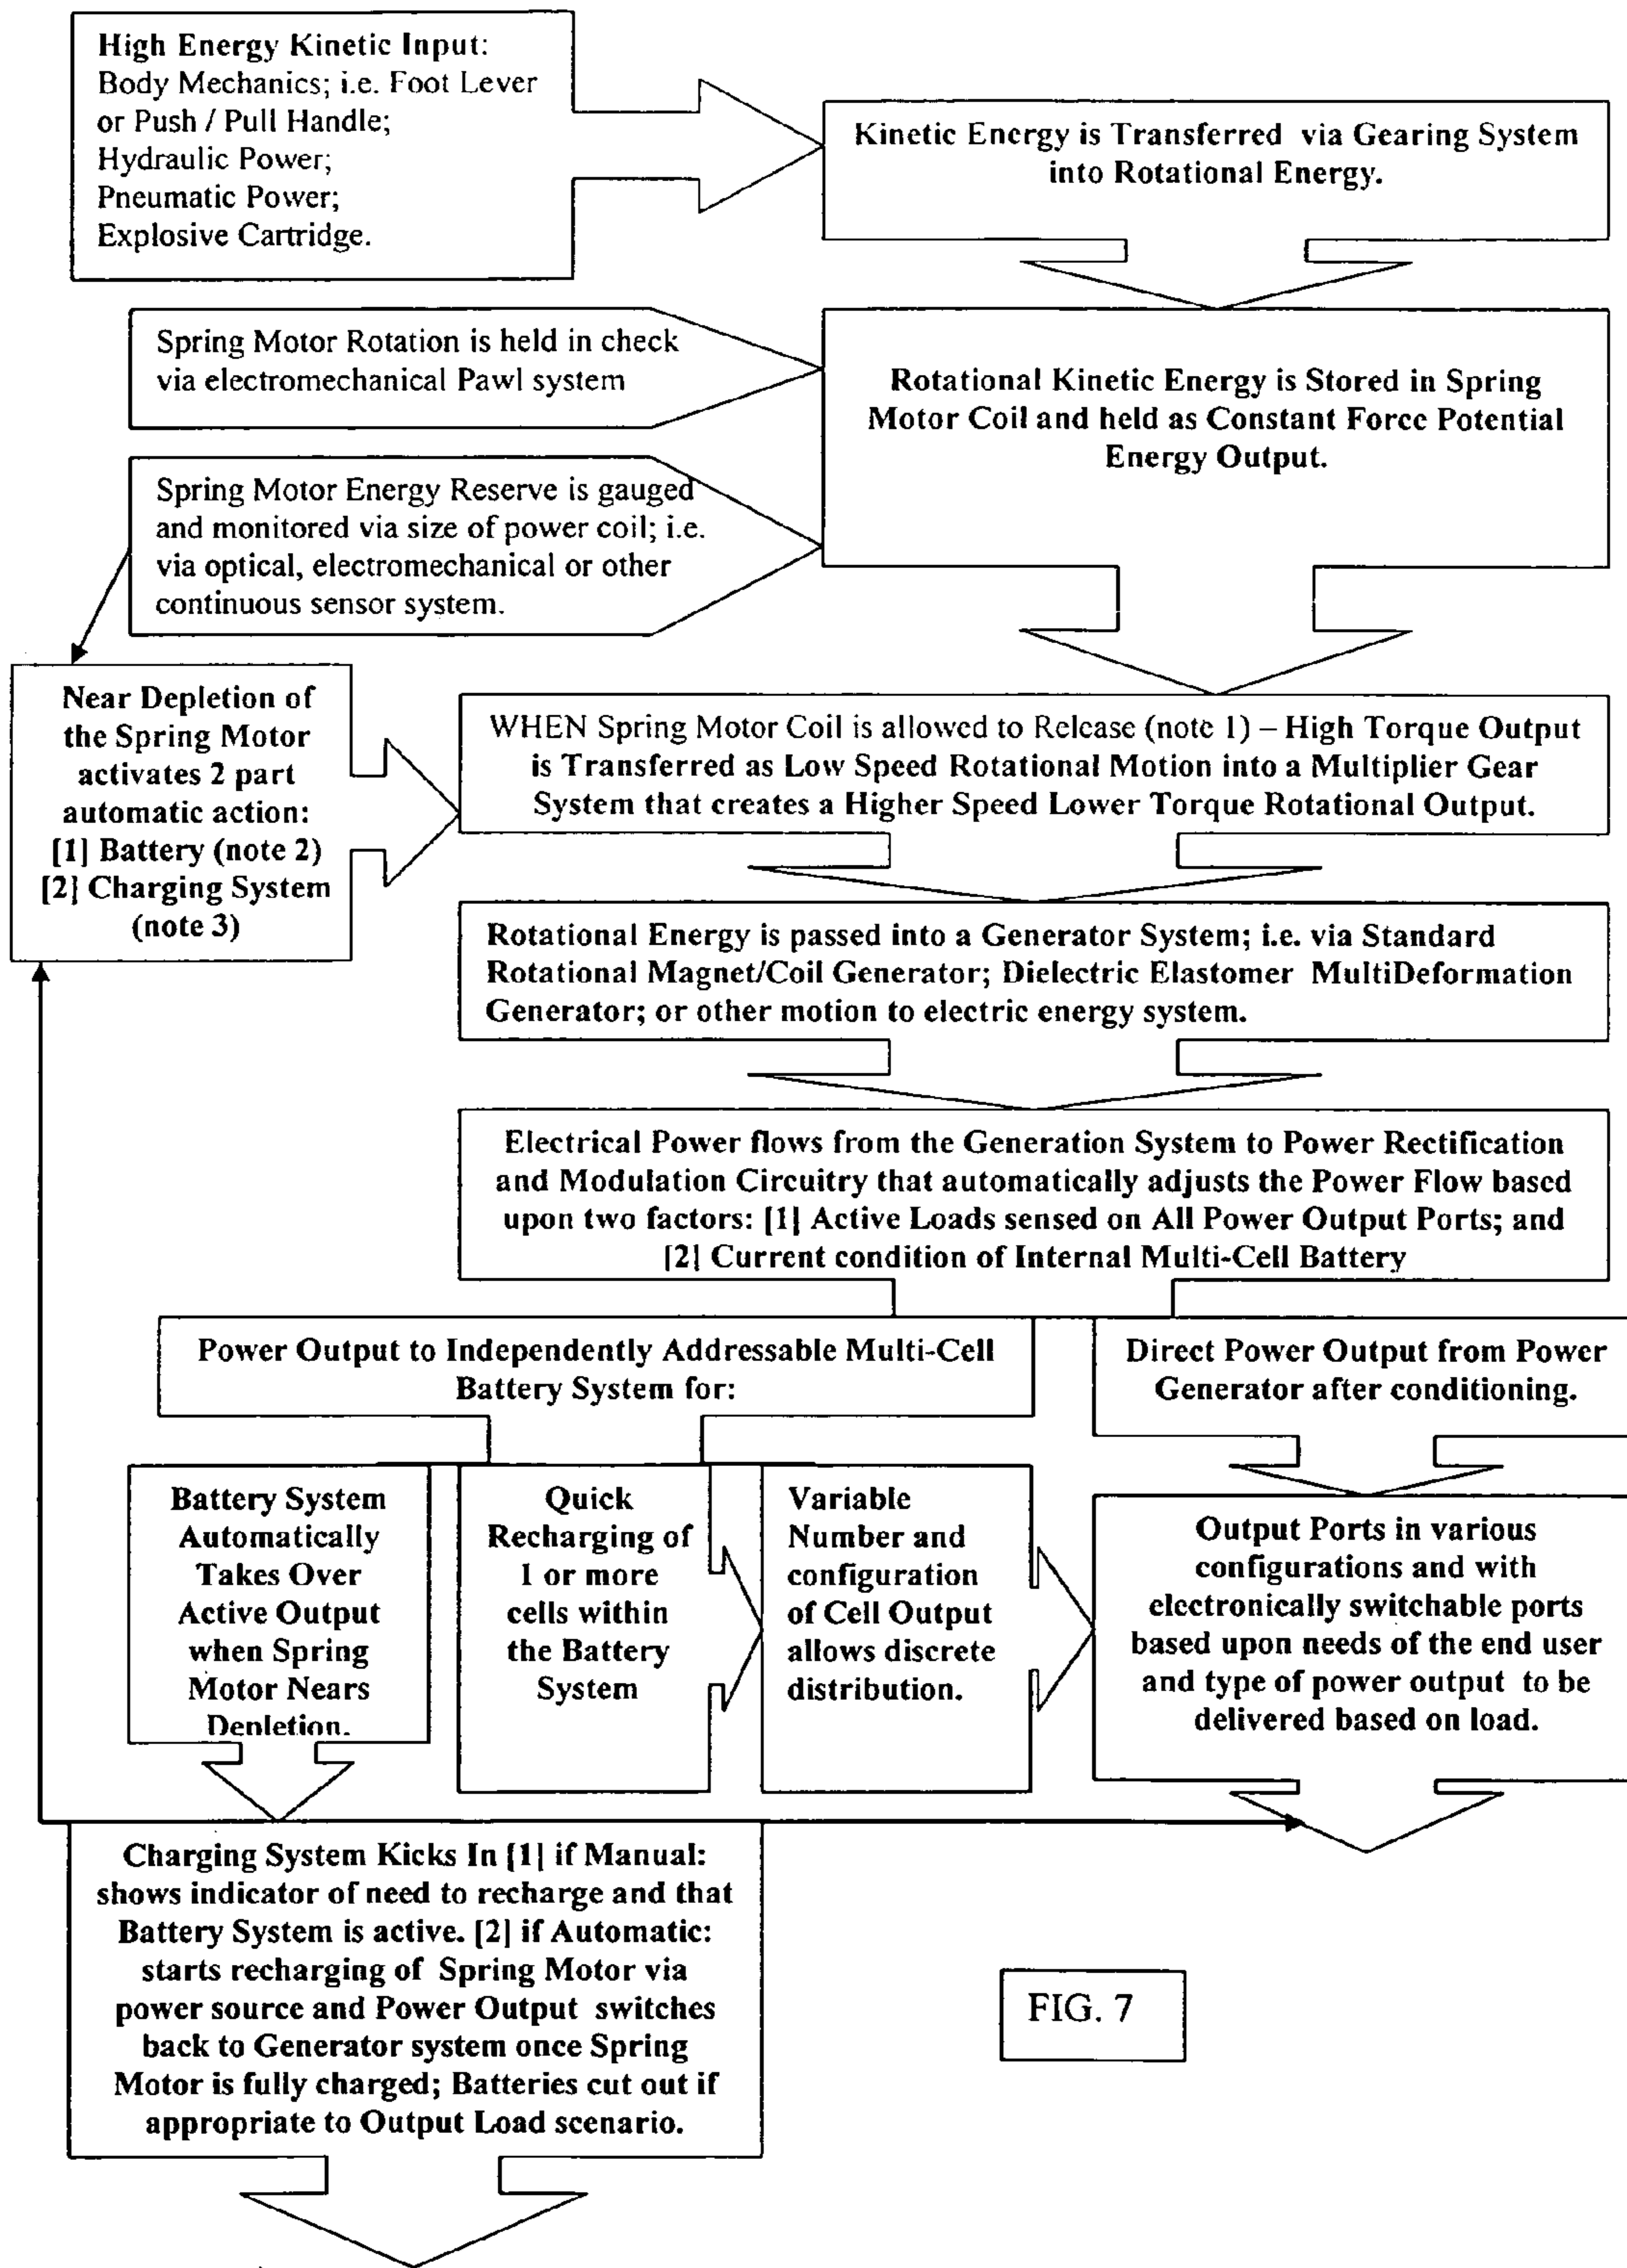 High Energy Kinetic Input:
Body Mechanics; i.e. Foot Lever
or Push / Pull Handle;
Hydraulic Power;
Pneumatic Power;
Explosive Cartridge.
Kinetic Energy is Transferred via Gearing System
into Rotational Energy.
Spring Motor Rotation is held in check
via electromechanical Pawl system
Rotational Kinetic Energy is Stored in Spring
Motor Coil and held as Constant Force Potential
Energy Output.
Spring Motor Energy Reserve is gauged
and monitored via size of power coil; i.e.
via optical, electromechanical or other
continuous sensor system.
Near Depletion of
the Spring Motor
activates 2 part
automatic action:
[1] Battery (note 2)
[2] Charging System
(note 3)
WHEN Spring Motor Coil is allowed to Release (note 1) – High Torque Output
is Transferred as Low Speed Rotational Motion into a Multiplier Gear
System that creates a Higher Speed Lower Torque Rotational Output.
Rotational Energy is passed into a Generator System; i.e. via Standard
Rotational Magnet/Coil Generator; Dielectric Elastomer MultiDeformation
Generator; or other motion to electric energy system.
Electrical Power flows from the Generation System to Power Rectification
and Modulation Circuitry that automatically adjusts the Power Flow based
upon two factors: [1] Active Loads sensed on All Power Output Ports; and
[2] Current condition of Internal Multi-Cell Battery
Power Output to Independently Addressable Multi-Cell
Battery System for:
Direct Power Output from Power
Generator after conditioning.
Battery System
Automatically
Takes Over
Active Output
when Spring
Motor Nears
Depletion.
Quick
Recharging of
1 or more
cells within
the Battery
System
Variable
Number and
configuration
of Cell Output
allows discrete
distribution.
Output Ports in various
configurations and with
electronically switchable ports
based upon needs of the end user
and type of power output to be
delivered based on load.
Charging System Kicks In [1] if Manual:
shows indicator of need to recharge and that
Battery System is active. [2] if Automatic:
starts recharging of Spring Motor via
power source and Power Output switches
back to Generator system once Spring
Motor is fully charged; Batteries cut out if
appropriate to Output Load scenario.
FIG. 7